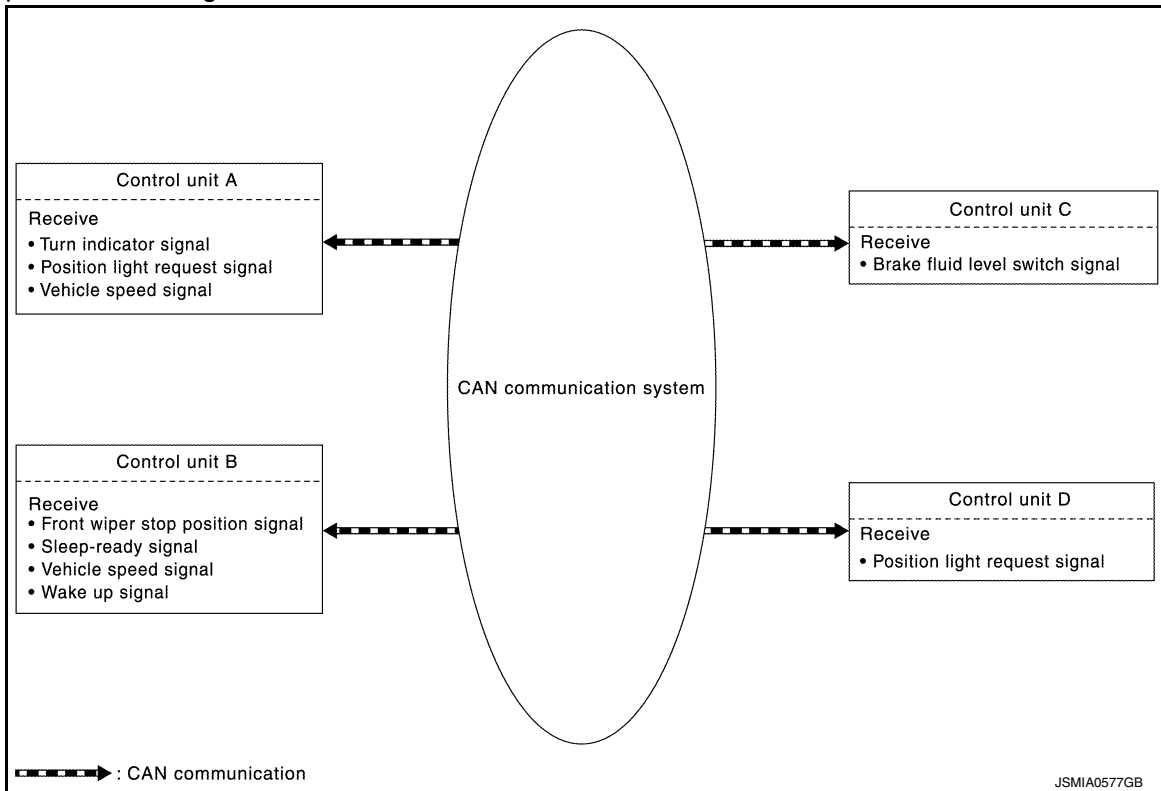 Control unit A
Receive
• Turn indicator signal
• Position light request signal
• Vehicle speed signal
Control unit B
Receive
• Front wiper stop position signal
• Sleep-ready signal
• Vehicle speed signal
• Wake up signal
CAN communication system
Control unit C
Receive
• Brake fluid level switch signal
Control unit D
Receive
• Position light request signal
: CAN communication
JSMIA0577GB